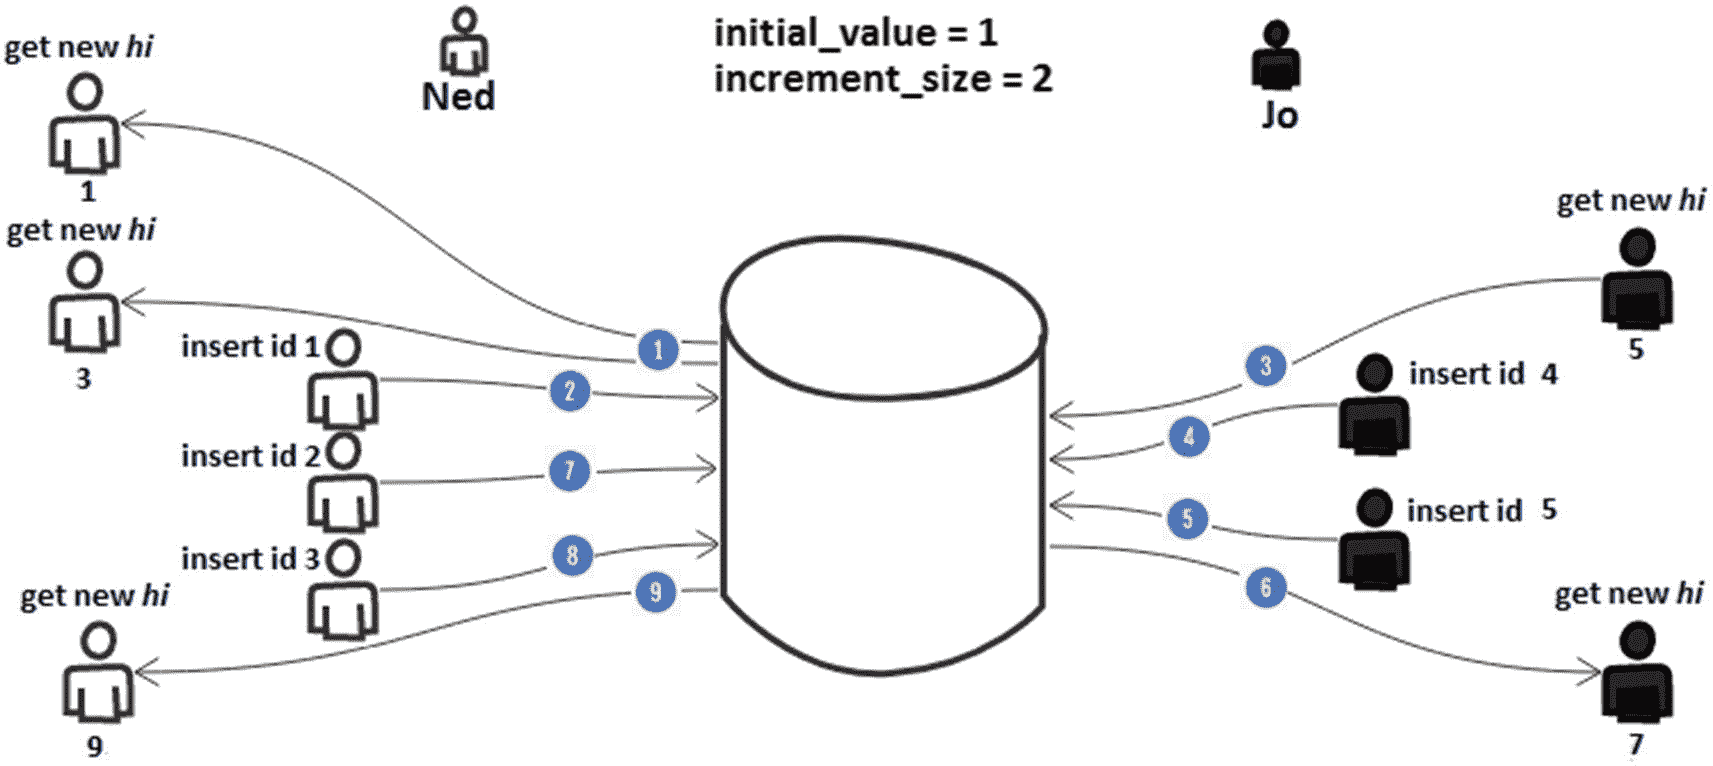 get new hi
Ned
initial_value = 1
increment_size = 2
Jo
1
get new hi
3
insert id 1
1
2
insert id 2
7
insert id 3
8
9
get new hi
9
get new hi
5
3
insert id 4
4
insert id 5
5
6
get new hi
7